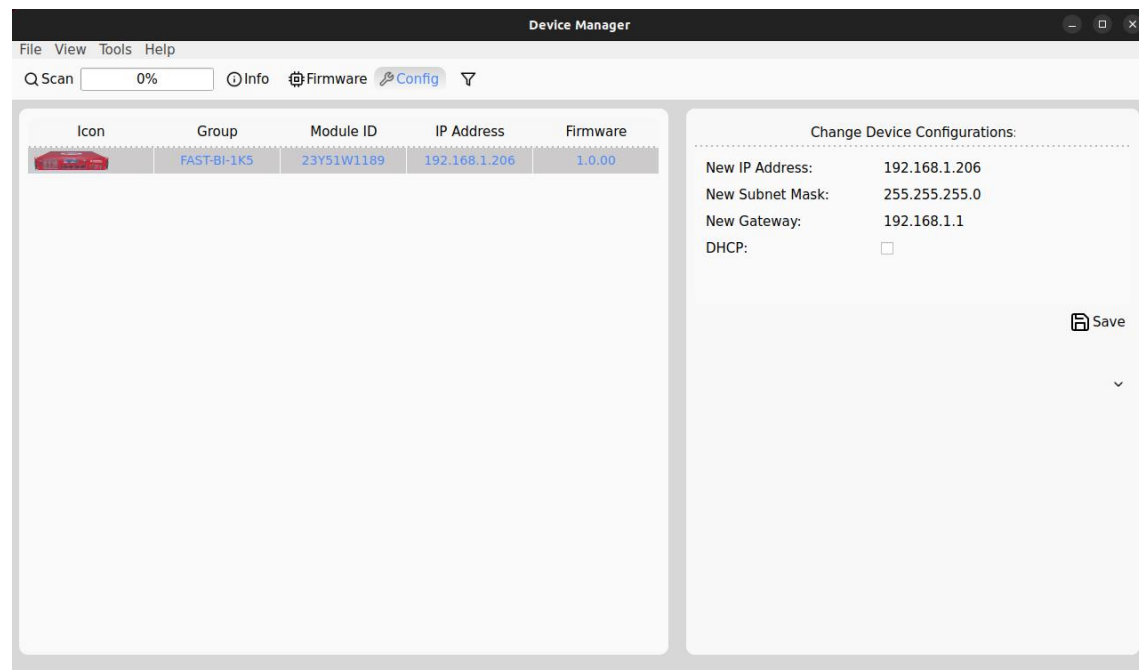 Device Manager
File View Tools Help
Scan 0% Info Firmware Config
Icon Group Module ID IP Address Firmware
FAST-BI-1K5 23Y51W1189 192.168.1.206 1.0.00
Change Device Configurations:
New IP Address: 192.168.1.206
New Subnet Mask: 255.255.255.0
New Gateway: 192.168.1.1
DHCP:
Save